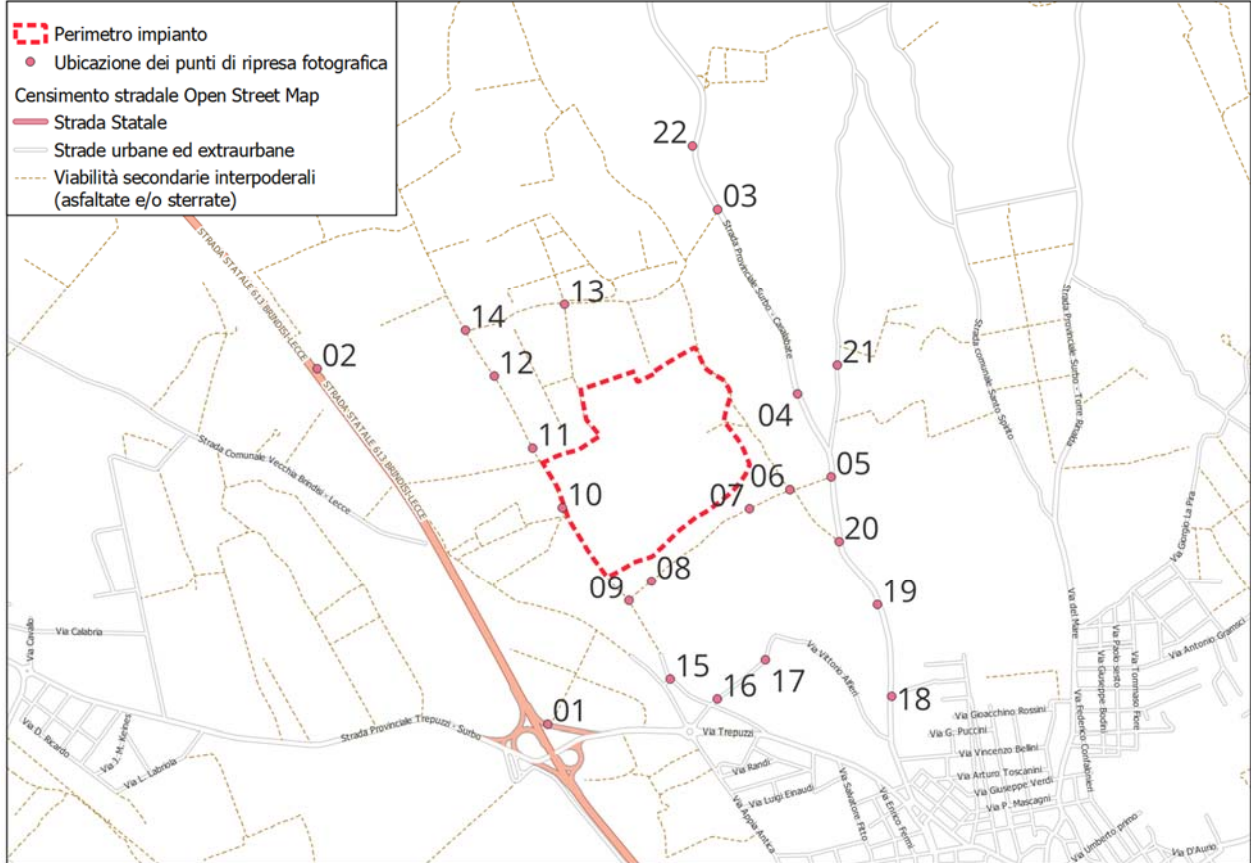 Perimetro impianto
Ubicazione dei punti di ripresa fotografica
Censimento stradale Open Street Map
Strada Statale
Strade urbane ed extraurbane
Viabilità secondarie interpoderali
(asfaltate e/o sterrate)
22
03
STRADA STATALE 613 BRINDISI-LECCE
Strada Provinciale Surbo - Casalabate
13
14
02
12
21
04
STRADA STATALE 613 BRINDISI-LECCE
Strada comunale Santo Spirito
Strada Provinciale Surbo - Torre Rinalda
11
Strada Comunale Vecchia Brindisi - Lecce
05
06
07
10
Via Giorgio La Pira
20
08
09
19
Via del Mare
Via Cavallo
Via Calabria
Via Vittorio Alfieri
Via Paolo sesto
Via Giuseppe Bodini
Via Tommaso Fiore
Via Antonio Gramsci
15
16
17
18
01
Via Gioacchino Rossini
Via G. Puccini
Via Federico Confalonieri
Via D. Ricardo
Via J. M. Keines
Via L. Labriola
Strada Provinciale Trepuzzi - Surbo
Via Trepuzzi
Via Vincenzo Bellini
Via Randi
Via Arturo Toscanini
Via Luigi Einaudi
Via Giuseppe Verdi
Via P. Mascagni
Via Appia Antica
Via Salvatore Fitto
Via Enrico Fermi
Via Umberto primo
Via D'Aurio